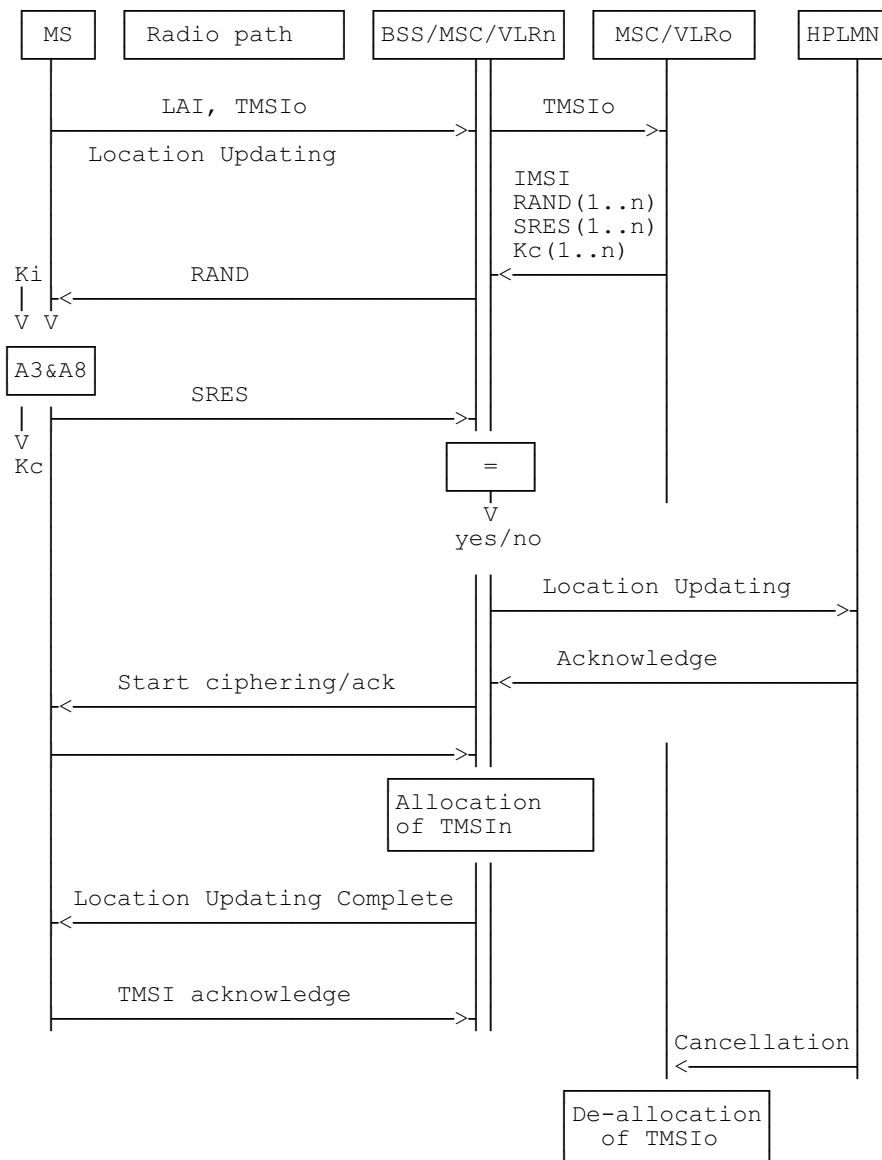 MS Radio path BSS/MSC/VLRn MSC/VLRo HPLMN
LAI, TMSIo TMSIo
Location Updating
IMSI
RAND(1..n)
SRES(1..n)
Kc(1..n)
Ki RAND
V V
A3&A8
SRES
V
Kc
=
V
yes/no
Location Updating
Acknowledge
Start ciphering/ack
Allocation
of TMSIn
Location Updating Complete
TMSI acknowledge
Cancellation
De-allocation
of TMSIo